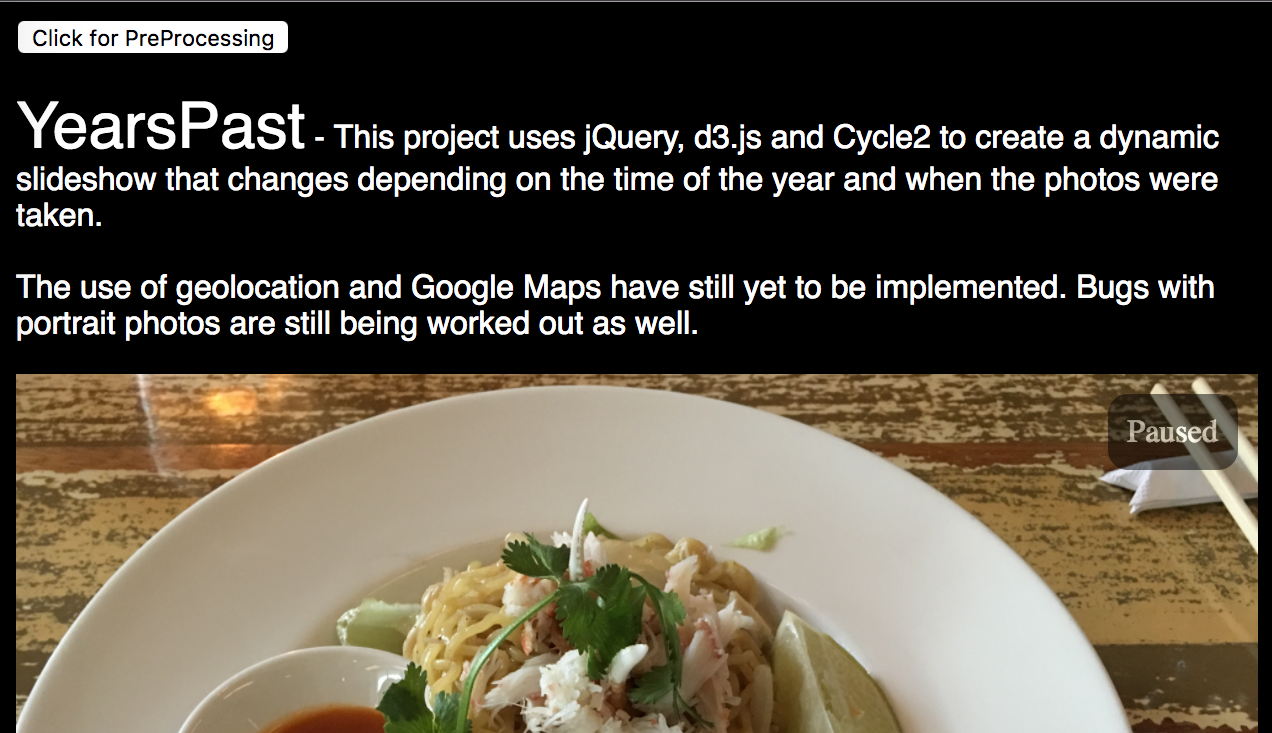 Click for PreProcessing
YearsPast - This project uses jQuery, d3.js and Cycle2 to create a dynamic
slideshow that changes depending on the time of the year and when the photos were
taken.
The use of geolocation and Google Maps have still yet to be implemented. Bugs with
portrait photos are still being worked out as well.
Paused